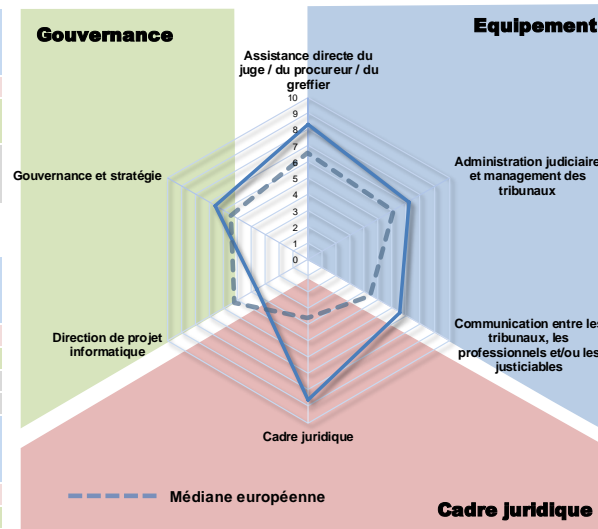 Gouvernance
Equipement
Assistance directe du
juge / du procureur / du
greffier
10
9
8
7
6
5
4
3
2
1
0
Gouvernance et stratégie
Administration judiciaire
et management des
tribunaux
Direction de projet
informatique
Communication entre les
tribunaux, les
professionnels et/ou les
justiciables
Cadre juridique
Médiane européenne
Cadre juridique